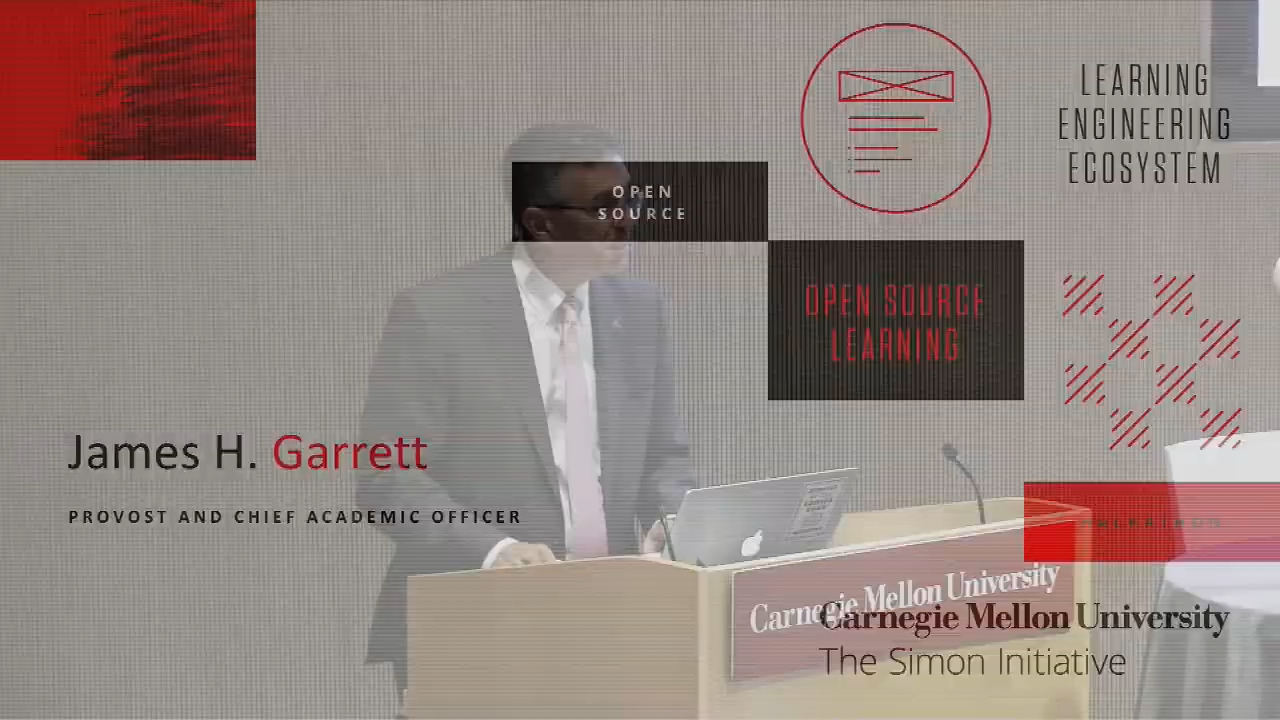 LEARNING
ENGINEERING
ECOSYSTEM
OPEN
SOURCE
OPEN SOURCE
LEARNING
James H. Garrett
PROVOST AND CHIEF ACADEMIC OFFICER
Carnegie Mellon University
Carnegie Mellon University
The Simon Initiative